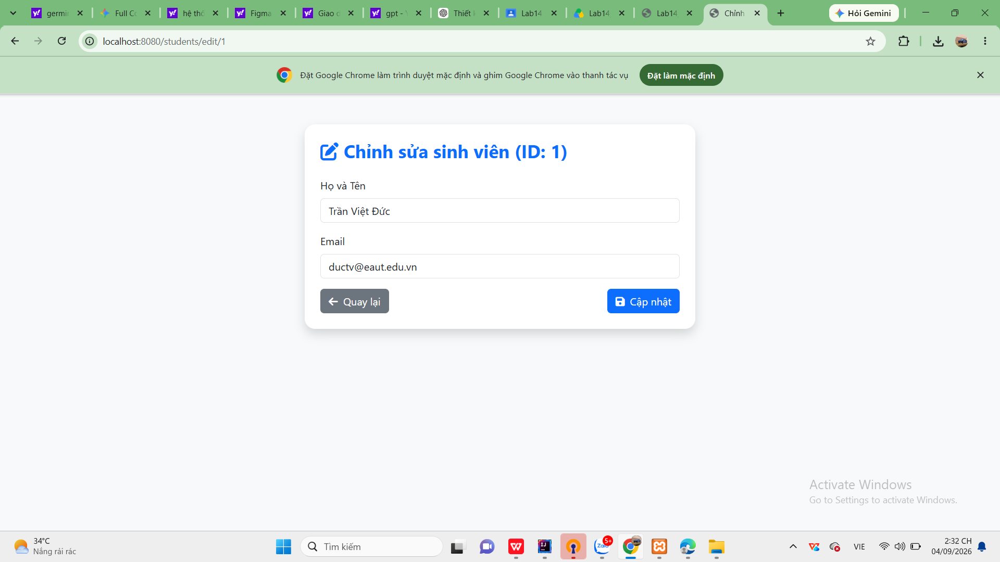 germin
Full Co
hệ thố
Figma
Giao d
gpt - Y
Thiết k
Lab14
Lab14
Lab14
Chỉnh
Hỏi Gemini
localhost:8080/students/edit/1
Đặt Google Chrome làm trình duyệt mặc định và ghim Google Chrome vào thanh tác vụ
Đặt làm mặc định
Chỉnh sửa sinh viên (ID: 1)
Họ và Tên
Trần Việt Đức
Email
ductv@eaut.edu.vn
Quay lại
Cập nhật
Activate Windows
Go to Settings to activate Windows.
34°C
Nắng rải rác
Tìm kiếm
Zalo
5+
VIE
2:32 CH
04/09/2026